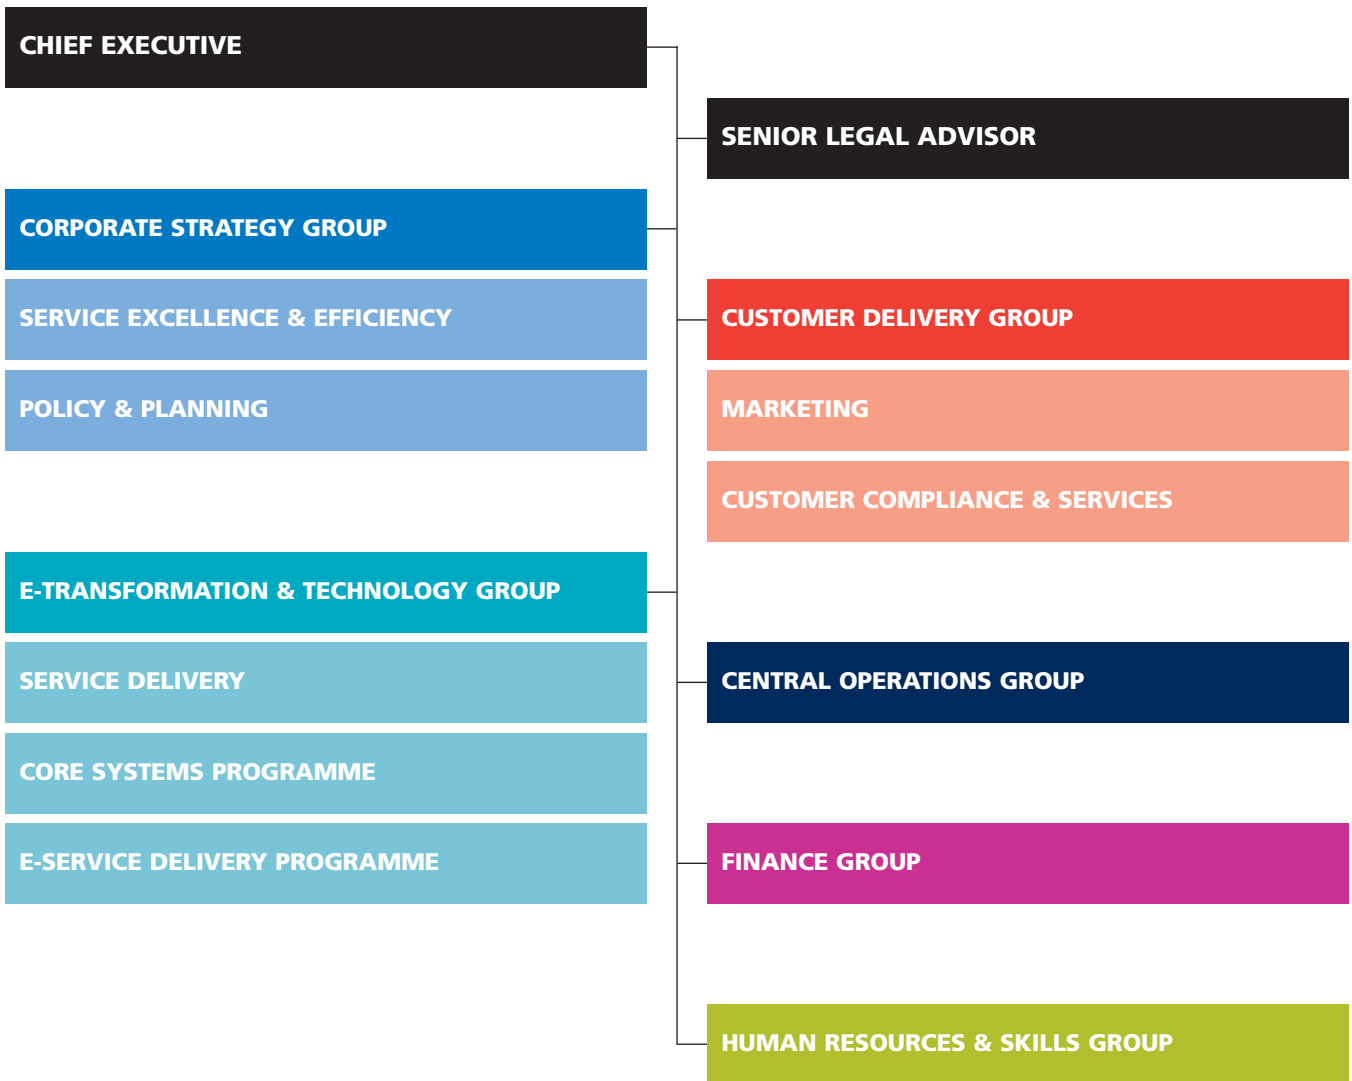 CHIEF EXECUTIVE
SENIOR LEGAL ADVISOR
CORPORATE STRATEGY GROUP
SERVICE EXCELLENCE & EFFICIENCY
POLICY & PLANNING
CUSTOMER DELIVERY GROUP
MARKETING
CUSTOMER COMPLIANCE & SERVICES
E-TRANSFORMATION & TECHNOLOGY GROUP
SERVICE DELIVERY
CORE SYSTEMS PROGRAMME
E-SERVICE DELIVERY PROGRAMME
CENTRAL OPERATIONS GROUP
FINANCE GROUP
HUMAN RESOURCES & SKILLS GROUP